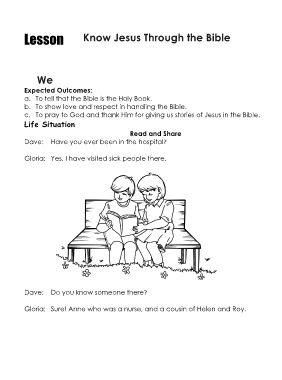 Lesson Know Jesus Through the Bible
We
Expected Outcomes:
a. To tell that the Bible is the Holy Book.
b. To show love and respect in handling the Bible.
c. To pray to God and thank Him for giving us stories of Jesus in the Bible.
Life Situation
Read and Share
Dave: Have you ever been in the hospital?
Gloria: Yes, I have visited sick people there.
Dave: Do you know someone there?
Gloria: Sure! Anne who was a nurse, and a cousin of Helen and Roy.